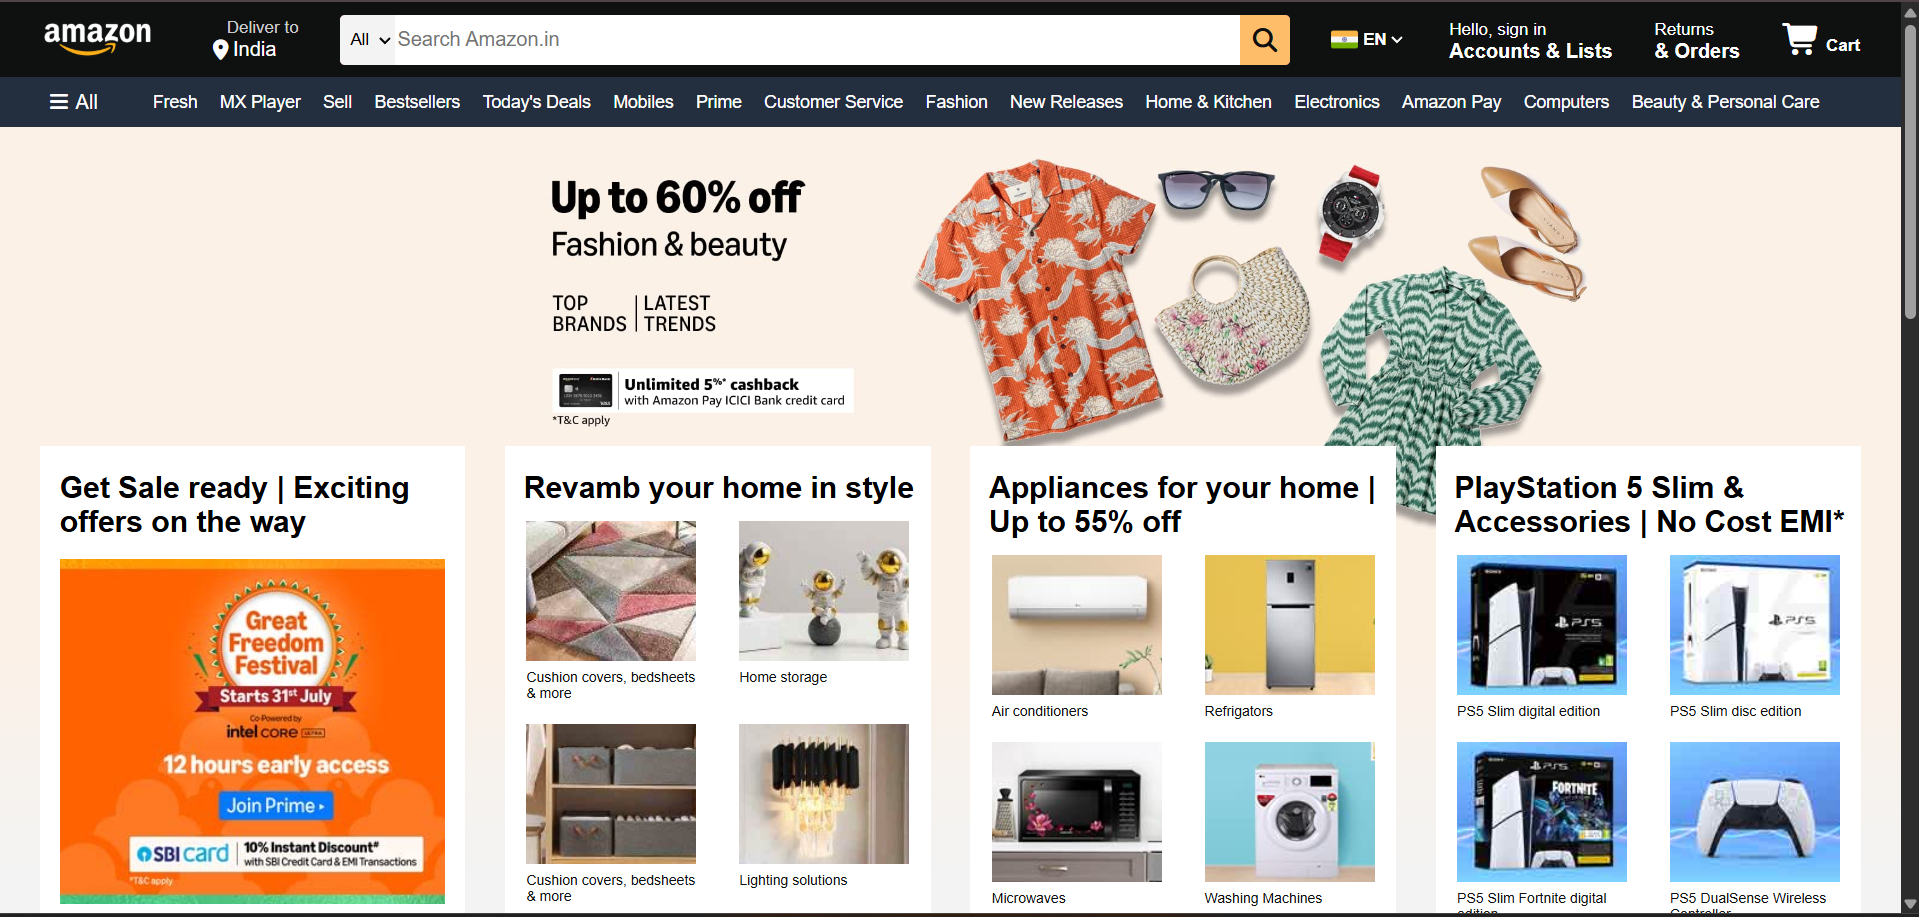 amazon
Deliver to
India
All
Search Amazon.in
EN
Hello, sign in
Accounts & Lists
Returns
& Orders
Cart
All
Fresh
MX Player
Sell
Bestsellers
Today's Deals
Mobiles
Prime
Customer Service
Fashion
New Releases
Home & Kitchen
Electronics
Amazon Pay
Computers
Beauty & Personal Care
Up to 60% off
Fashion & beauty
TOP
BRANDS
LATEST
TRENDS
Unlimited 5%* cashback
with Amazon Pay ICICI Bank credit card
*T&C apply
Get Sale ready | Exciting
offers on the way
Great
Freedom
Festival
Starts 31st July
Co-Powered by
intel CORE ULTRA
12 hours early access
Join Prime
SBI card
10% Instant Discount#
with SBI Credit Card & EMI Transactions
*T&C apply
Revamb your home in style
Cushion covers, bedsheets
& more
Home storage
Cushion covers, bedsheets
& more
Lighting solutions
Appliances for your home |
Up to 55% off
Air conditioners
Refrigators
Microwaves
Washing Machines
PlayStation 5 Slim &
Accessories | No Cost EMI*
PS5
PS5 Slim digital edition
PS5
PS5 Slim disc edition
PS5
FORTNITE
PS5 Slim Fortnite digital
edition
PS5 DualSense Wireless
Controller